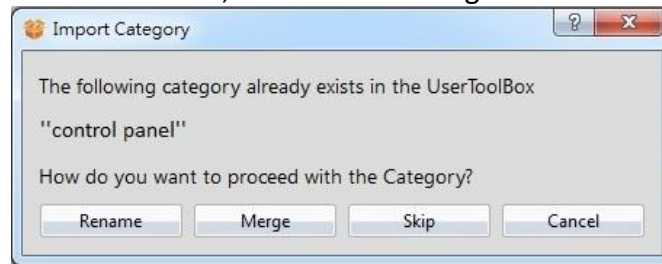 Import Category
?
X
The following category already exists in the UserToolBox
''control panel''
How do you want to proceed with the Category?
Rename Merge Skip Cancel